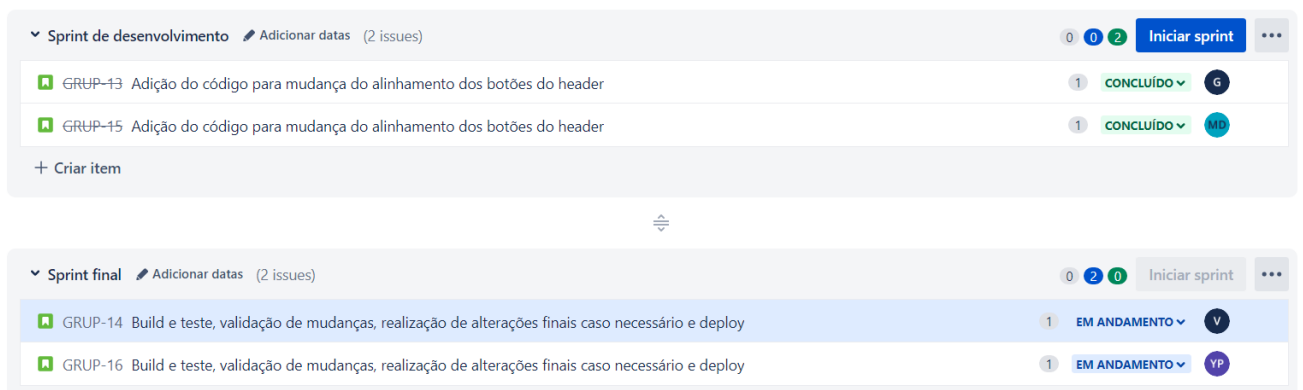 Sprint de desenvolvimento Adicionar datas (2 issues) 0 0 2 Iniciar sprint
GRUP-13 Adição do código para mudança do alinhamento dos botões do header 1 CONCLUÍDO G
GRUP-15 Adição do código para mudança do alinhamento dos botões do header 1 CONCLUÍDO MD
+ Criar item
Sprint final Adicionar datas (2 issues) 0 2 0 Iniciar sprint
GRUP-14 Build e teste, validação de mudanças, realização de alterações finais caso necessário e deploy 1 EM ANDAMENTO V
GRUP-16 Build e teste, validação de mudanças, realização de alterações finais caso necessário e deploy 1 EM ANDAMENTO YP